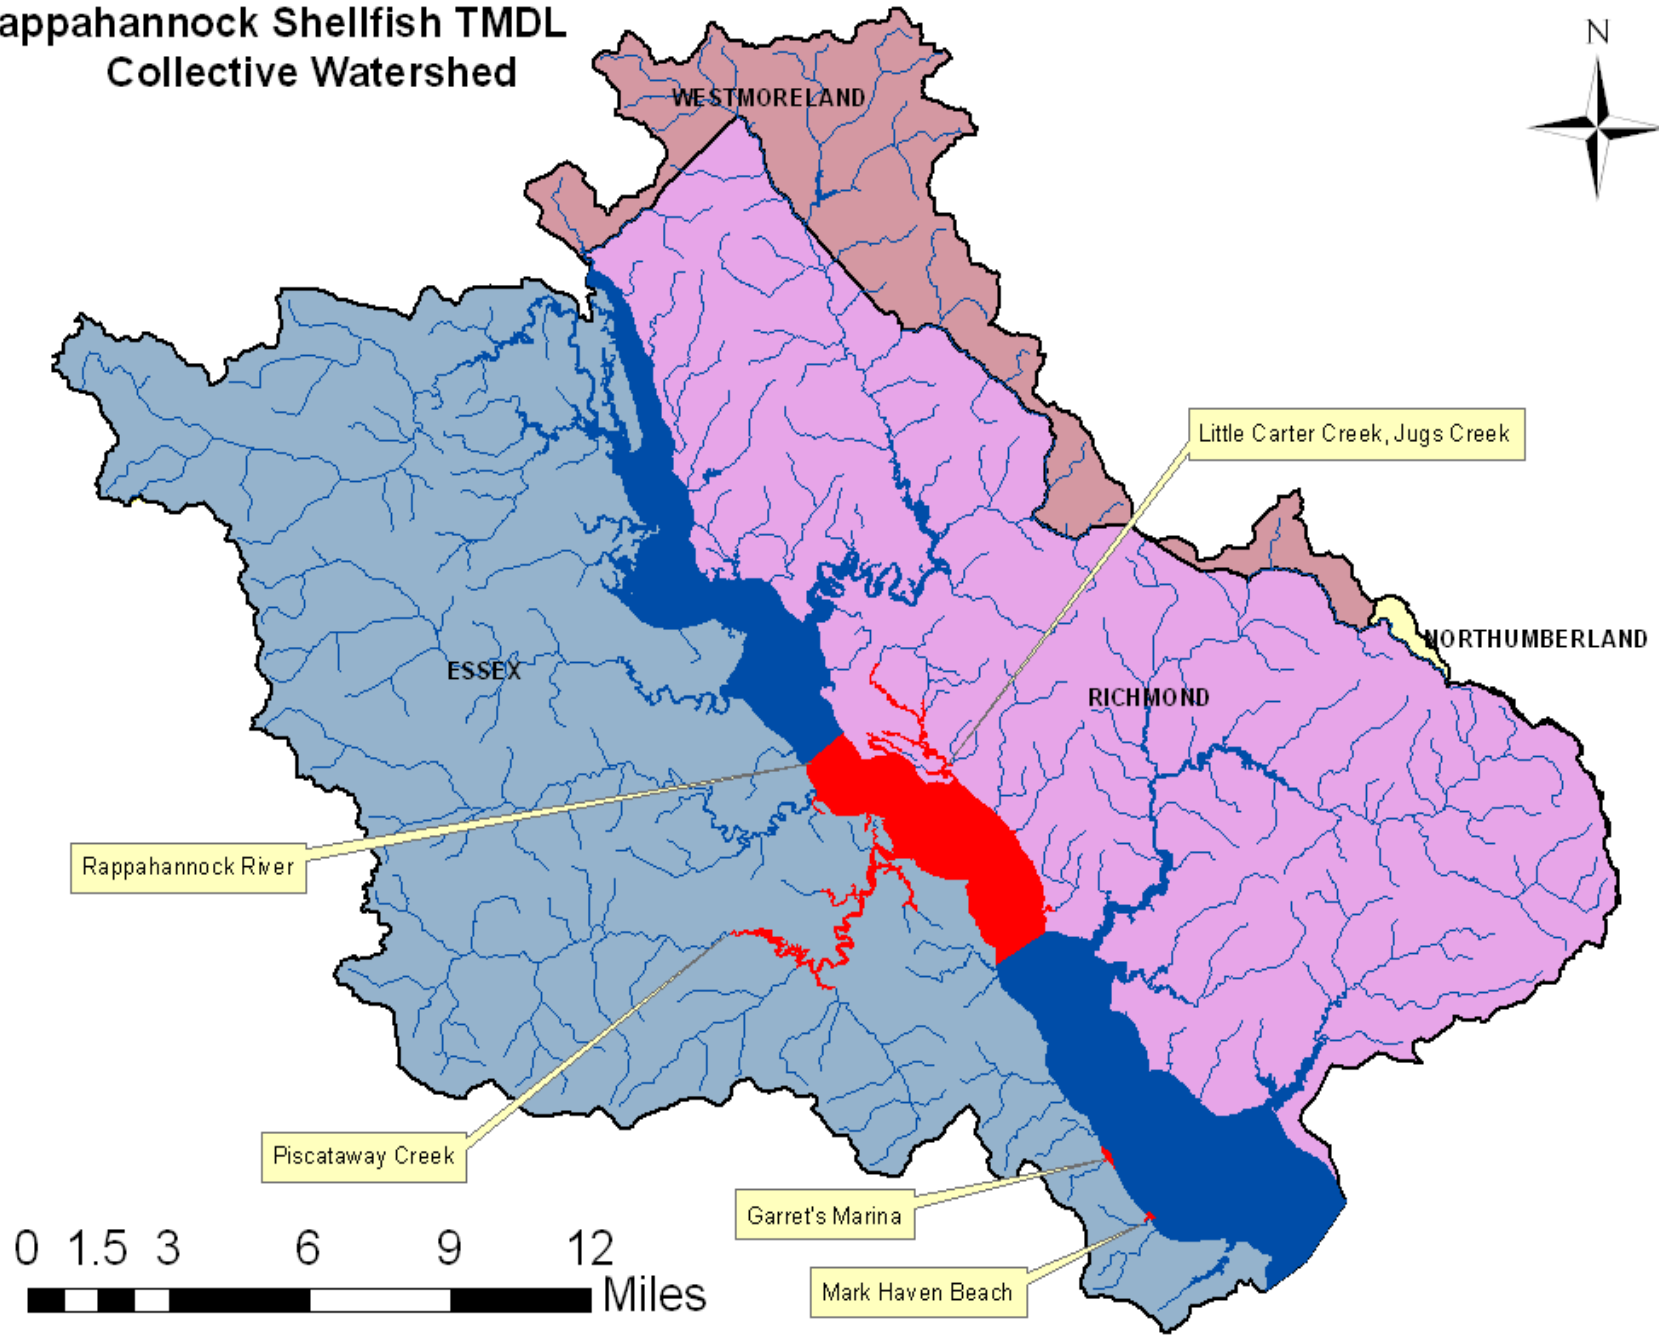 appahannock Shellfish TMDL
Collective Watershed
N
WESTMORELAND
Little Carter Creek, Jugs Creek
NORTHUMBERLAND
ESSEX
RICHMOND
Rappahannock River
Piscataway Creek
Garret's Marina
Mark Haven Beach
0 1.5 3 6 9 12
Miles